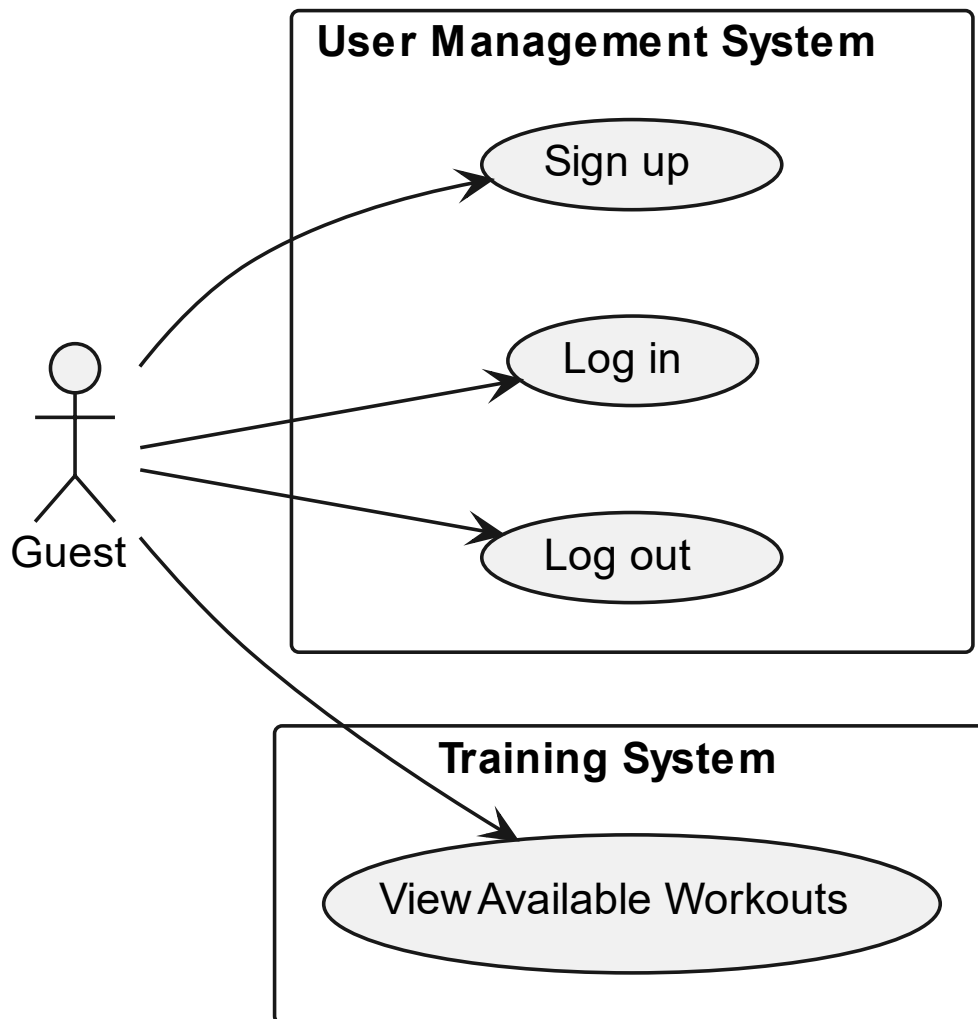 User Management System
Sign up
Log in
Log out
Guest
Training System
View Available Workouts